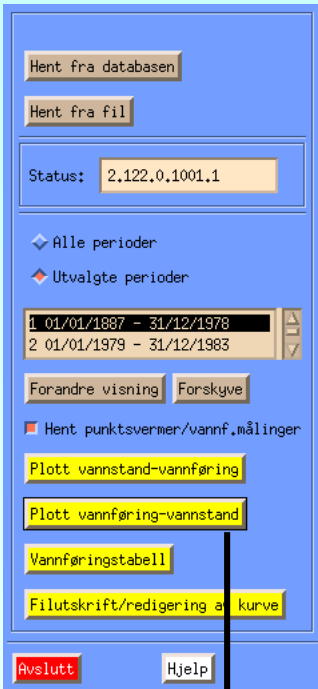 Hent fra databasen
Hent fra fil
Status: 2.122.0.1001.1
Alle perioder
Utvalgte perioder
1 01/01/1887 - 31/12/1978
2 01/01/1979 - 31/12/1983
Forandre visning Forskyve
Hent punktsvermer/vannf.målinger
Plott vannstand-vannføring
Plott vannføring-vannstand
Vannføringstabell
Filutskrift/redigering av kurve
Avslutt Hjelp